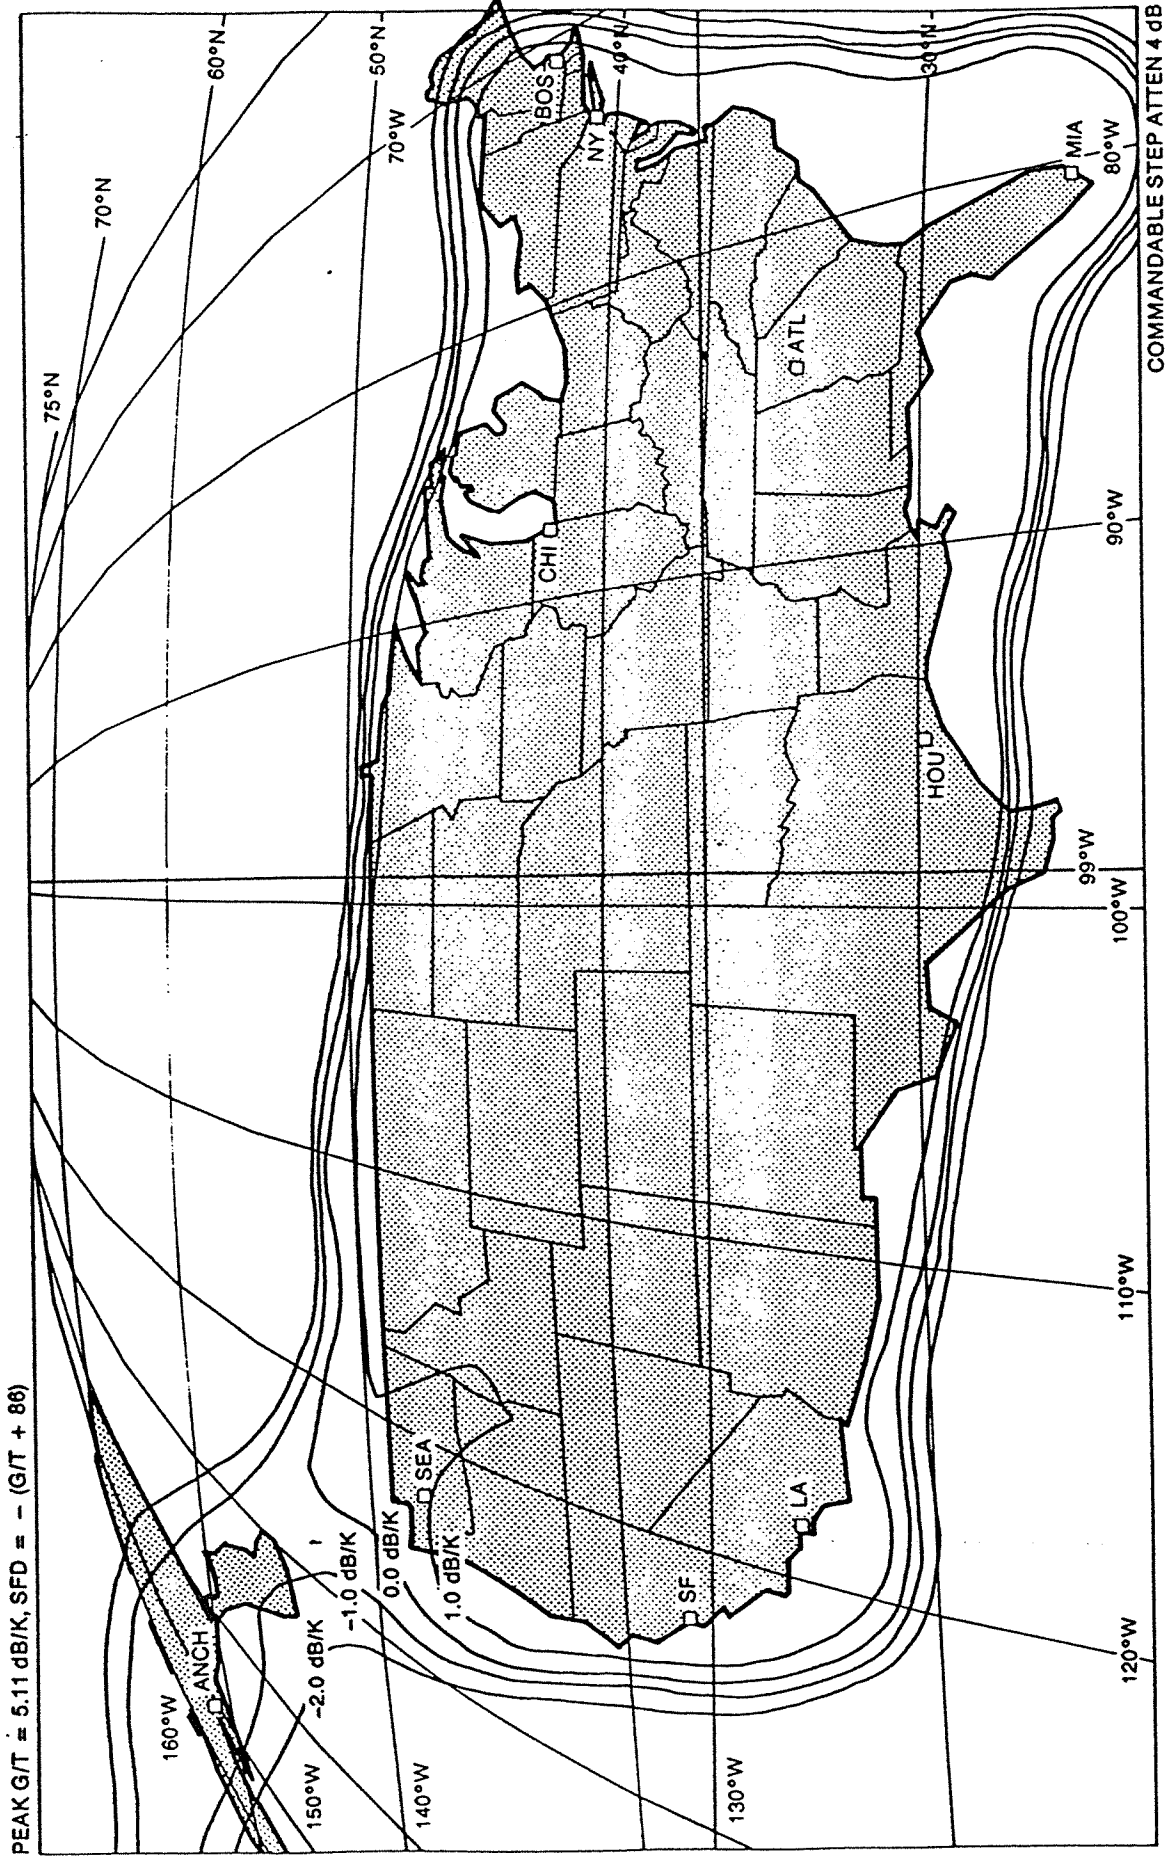 PEAK G/T = 5.11 dB/K, SFD = − (G/T + 86)
75°N
70°N
60°N
50°N
40°N
30°N
70°W
80°W
90°W
99°W
100°W
110°W
120°W
130°W
140°W
150°W
160°W
ANCH
-2.0 dB/K
-1.0 dB/K
0.0 dB/K
1.0 dB/K
SEA
SF
LA
HOU
CHI
ATL
MIA
NY
BOS
COMMANDABLE STEP ATTEN 4 dB